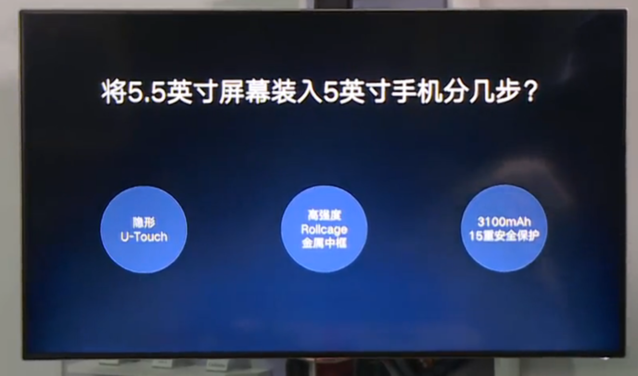 将5.5英寸屏幕装入5英寸手机分几步？
隐形
U-Touch
高强度
Rollcage
金属中框
3100mAh
15重安全保护